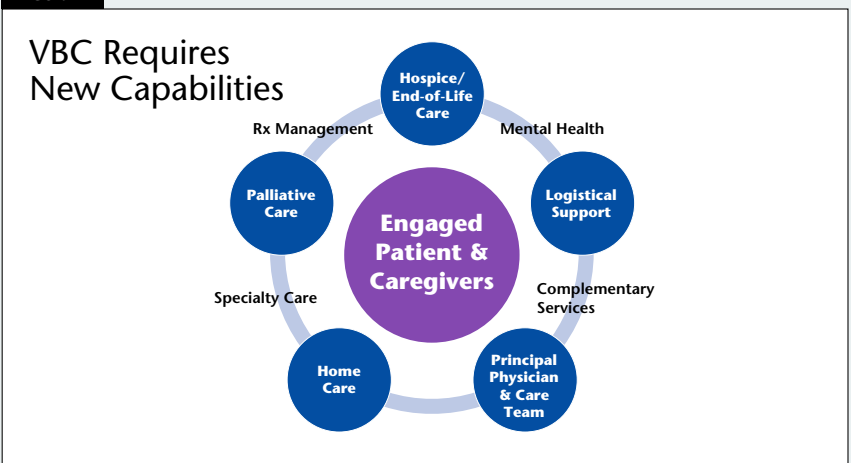 VBC Requires
New Capabilities
Hospice/
End-of-Life
Care
Rx Management
Mental Health
Palliative
Care
Logistical
Support
Engaged
Patient &
Caregivers
Specialty Care
Complementary
Services
Home
Care
Principal
Physician
& Care
Team